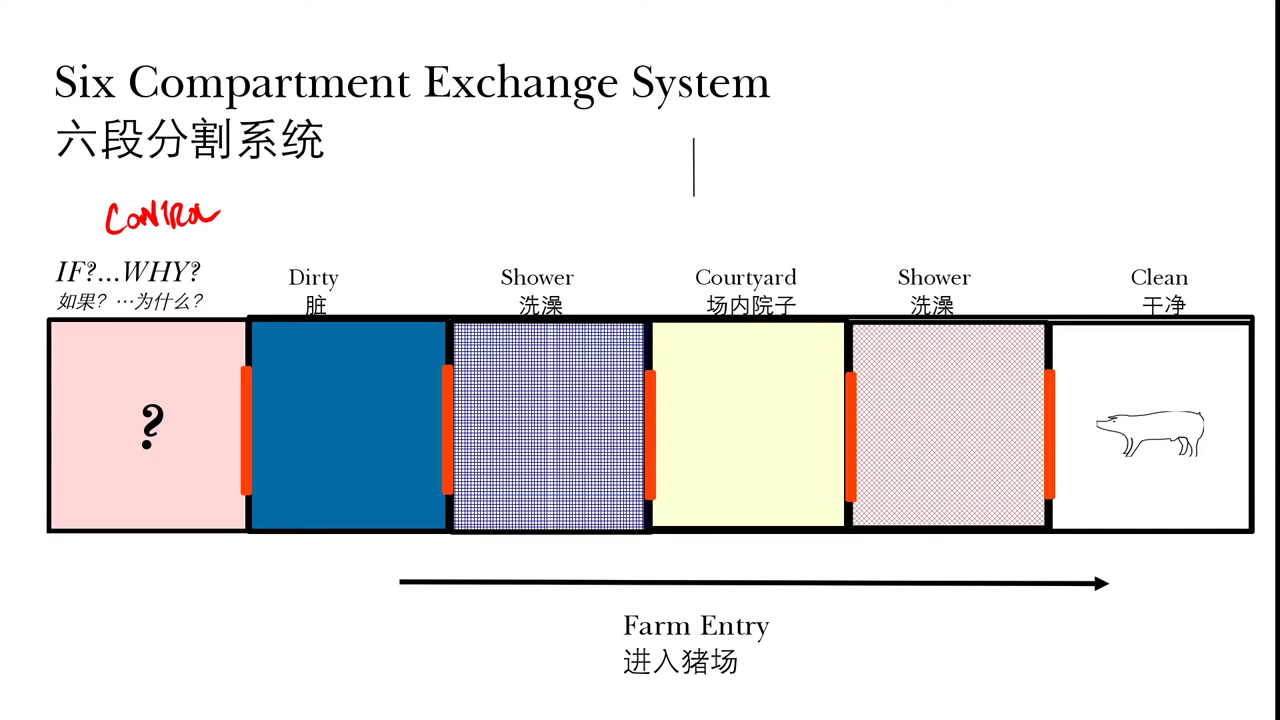 Six Compartment Exchange System
六段分割系统
CONTROL
IF?...WHY?
如果？…为什么？
Dirty
脏
Shower
洗澡
Courtyard
场内院子
Shower
洗澡
Clean
干净
?
Farm Entry
进入猪场